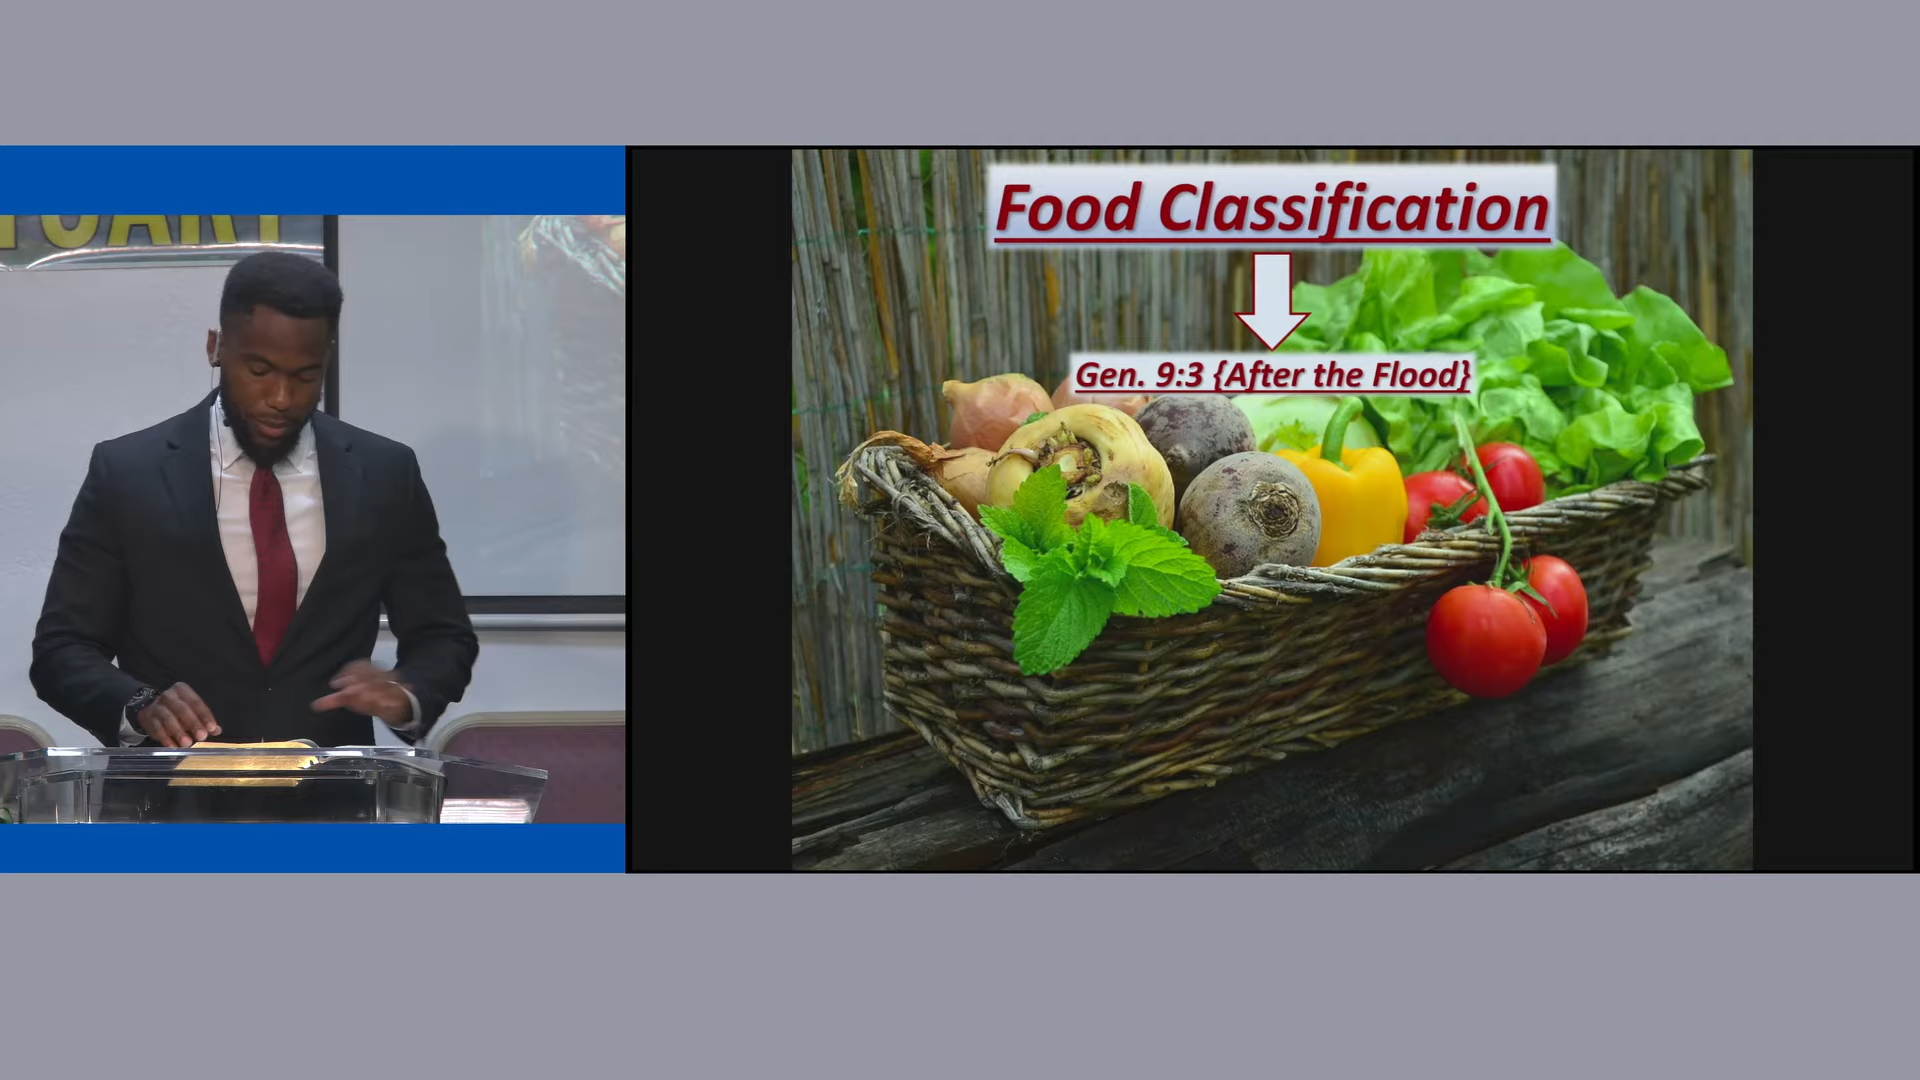 Food Classification
Gen. 9:3 {After the Flood}